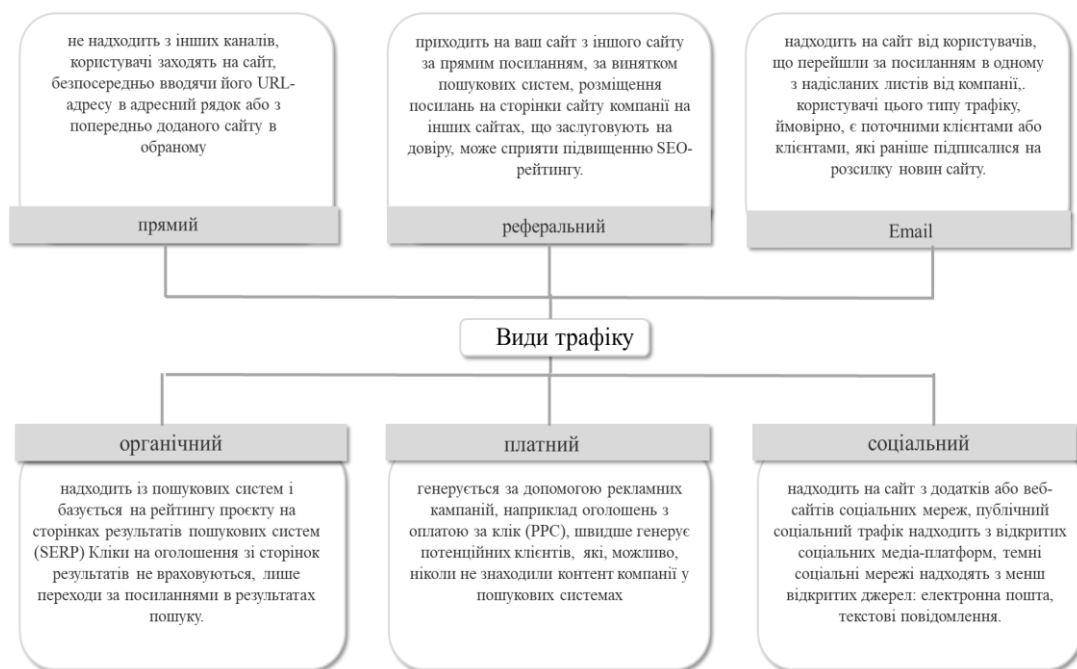 не надходить з інших каналів,
користувачі заходять на сайт,
безпосередньо вводячи його URL-
адресу в адресний рядок або з
попередньо доданого сайту в
обраному
прямий
приходить на ваш сайт з іншого сайту
за прямим посиланням, за винятком
пошукових систем, розміщення
посилань на сторінки сайту компанії на
інших сайтах, що заслуговують на
довіру, може сприяти підвищенню SEO-
рейтингу.
реферальний
надходить на сайт від користувачів,
що перейшли за посиланням в одному
з надісланих листів від компанії,.
користувачі цього типу трафіку,
ймовірно, є поточними клієнтами або
клієнтами, які раніше підписалися на
розсилку новин сайту.
Email
Види трафіку
органічний
надходить із пошукових систем і
базується на рейтингу проєкту на
сторінках результатів пошукових систем
(SERP) Кліки на оголошення зі сторінок
результатів не враховуються, лише
переходи за посиланнями в результатах
пошуку.
платний
генерується за допомогою рекламних
кампаній, наприклад оголошень з
оплатою за клік (PPC), швидше генерує
потенційних клієнтів, які, можливо,
ніколи не знаходили контент компанії у
пошукових системах
соціальний
надходить на сайт з додатків або веб-
сайтів соціальних мереж, публічний
соціальний трафік надходить з відкритих
соціальних медіа-платформ, темні
соціальні мережі надходять з менш
відкритих джерел: електронна пошта,
текстові повідомлення.